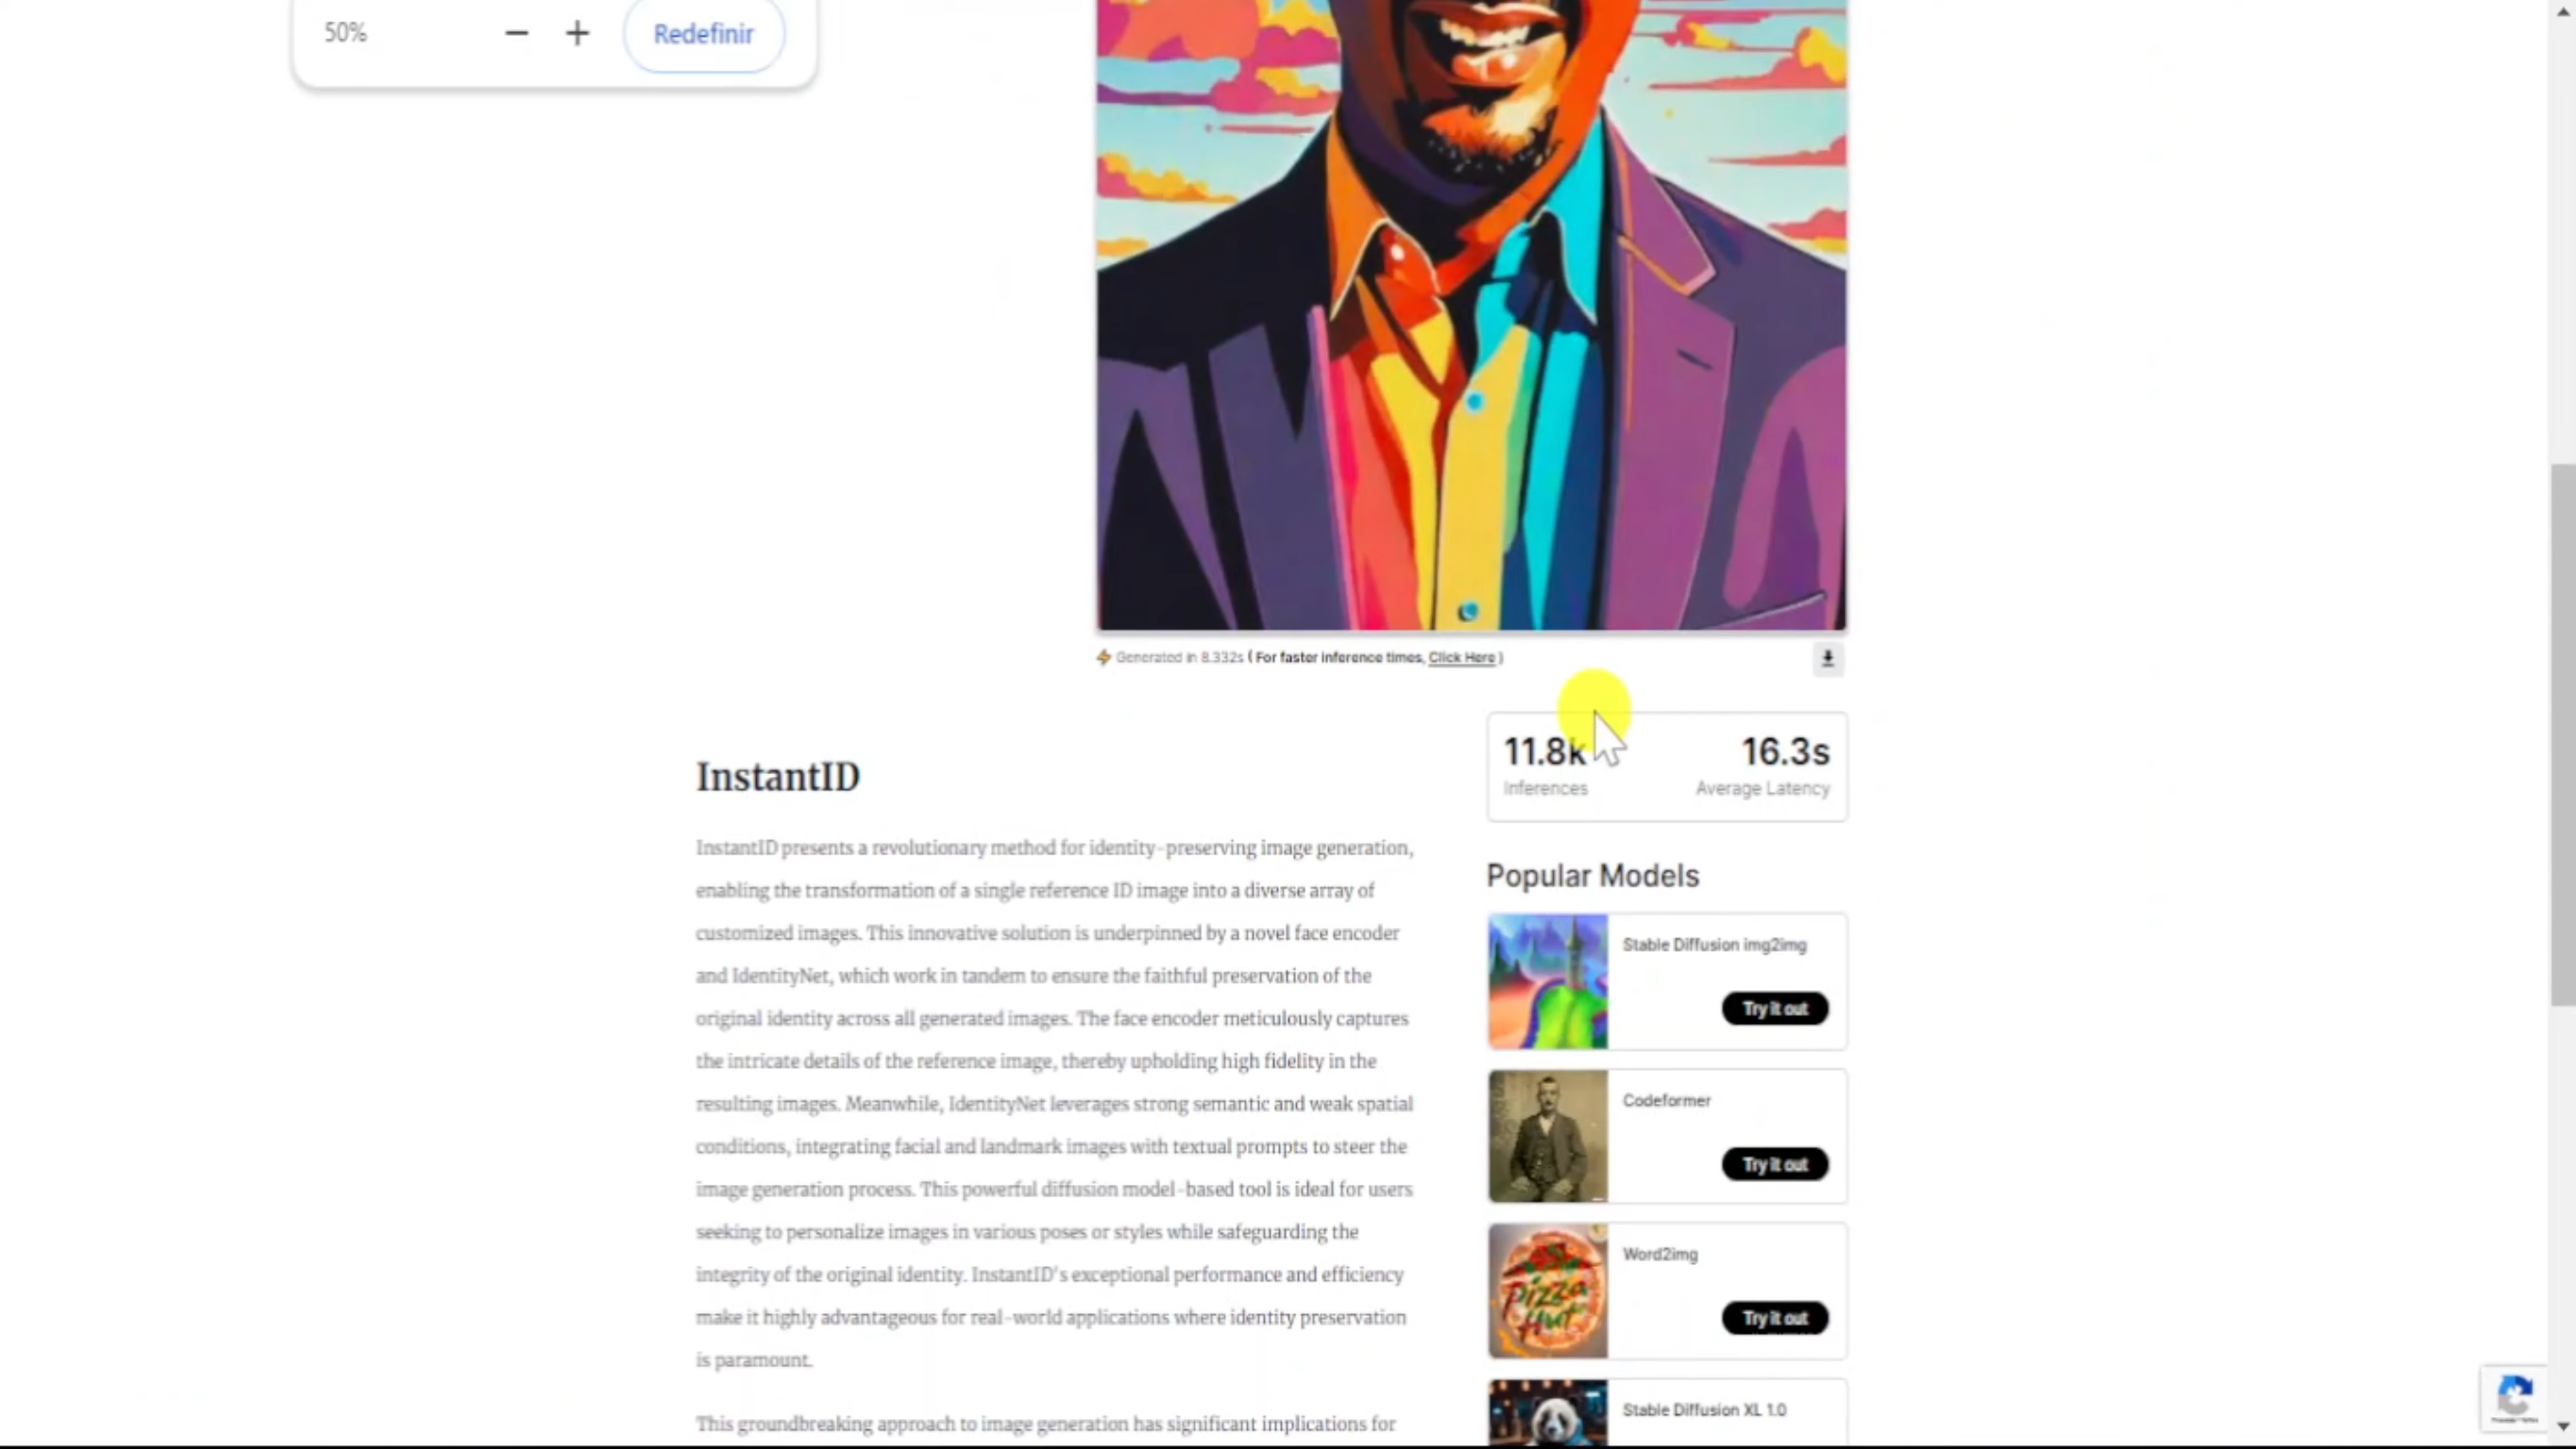 50%
Redefinir
Generated in 8.332s ( For faster inference times, Click Here )
11.8k
Inferences
16.3s
Average Latency
InstantID
InstantID presents a revolutionary method for identity-preserving image generation,
enabling the transformation of a single reference ID image into a diverse array of
customized images. This innovative solution is underpinned by a novel face encoder
and IdentityNet, which work in tandem to ensure the faithful preservation of the
original identity across all generated images. The face encoder meticulously captures
the intricate details of the reference image, thereby upholding high fidelity in the
resulting images. Meanwhile, IdentityNet leverages strong semantic and weak spatial
conditions, integrating facial and landmark images with textual prompts to steer the
image generation process. This powerful diffusion model-based tool is ideal for users
seeking to personalize images in various poses or styles while safeguarding the
integrity of the original identity. InstantID's exceptional performance and efficiency
make it highly advantageous for real-world applications where identity preservation
is paramount.
This groundbreaking approach to image generation has significant implications for
Popular Models
Stable Diffusion img2img
Try it out
Codeformer
Try it out
Word2img
Pizza
Hut
Try it out
Stable Diffusion XL 1.0